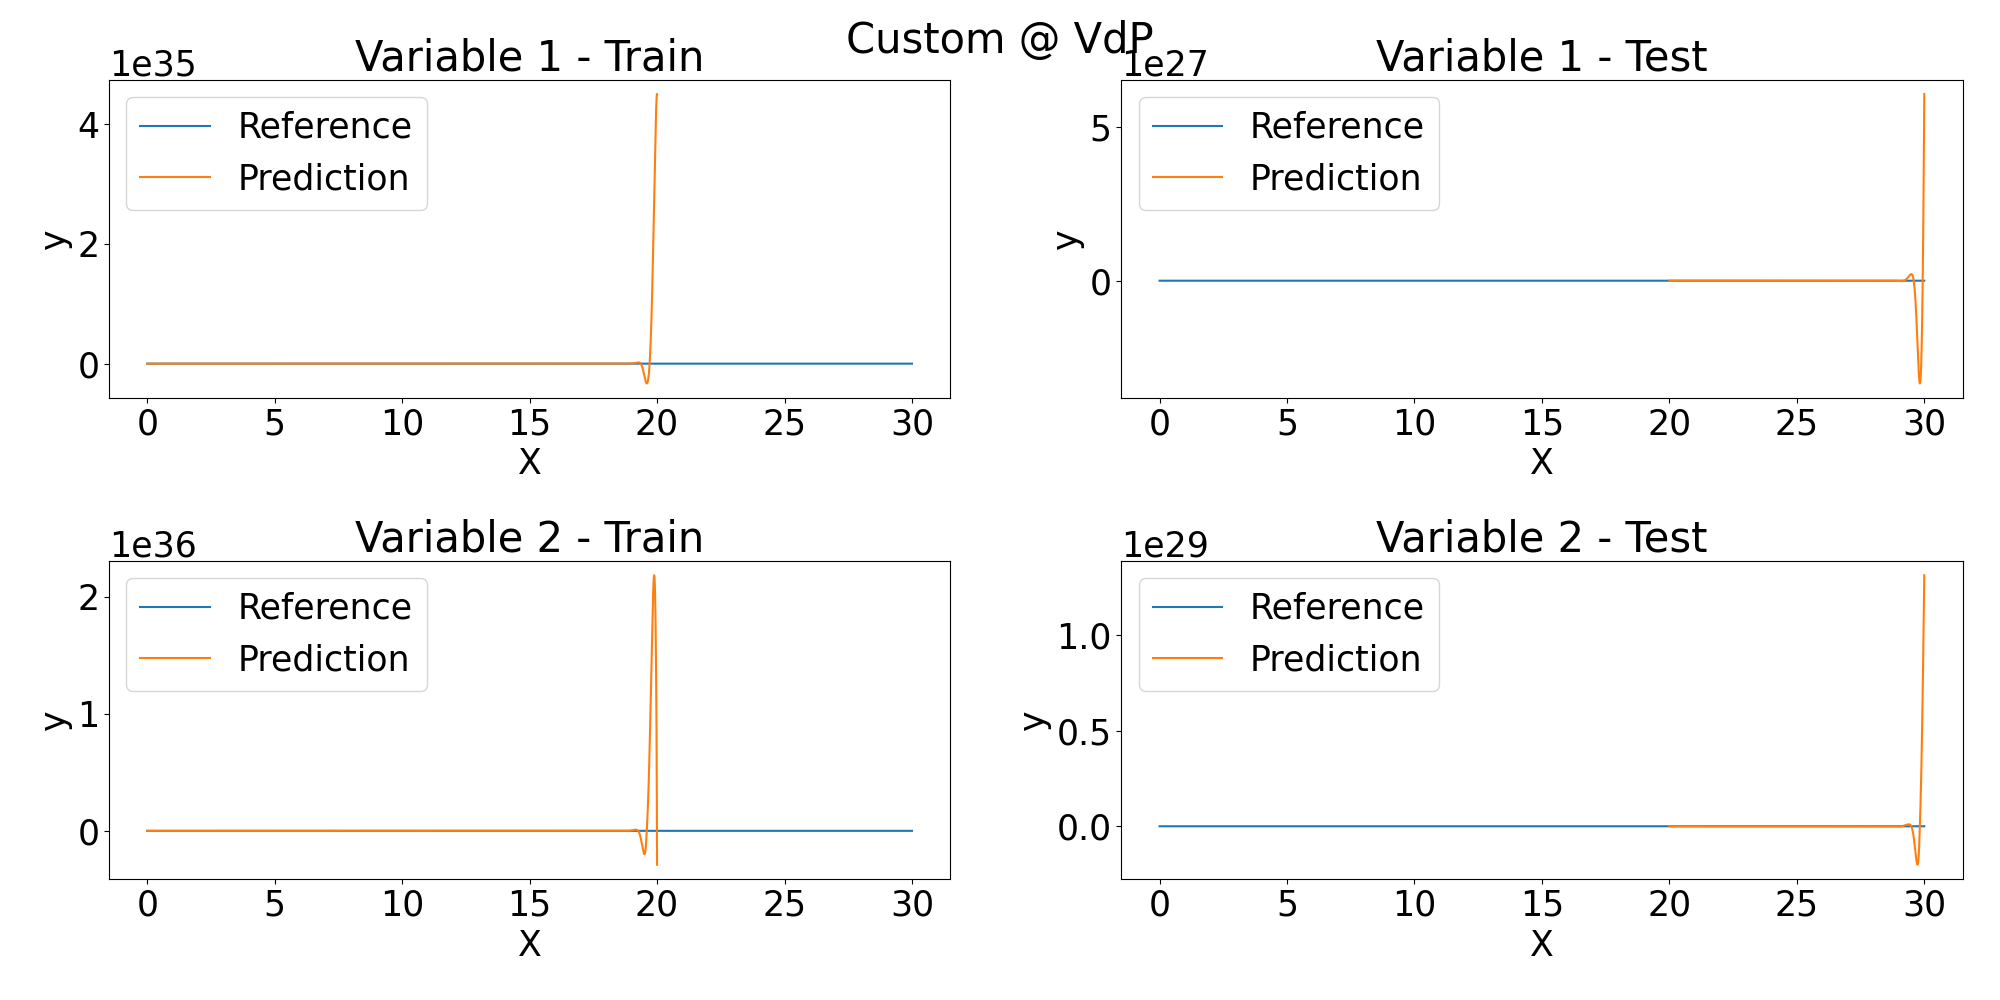 Custom @ VdP
Variable 1 - Train
1e35
Reference
Prediction
y
4
2
0
0 5 10 15 20 25 30
X
Variable 1 - Test
1e27
Reference
Prediction
y
5
0
0 5 10 15 20 25 30
X
Variable 2 - Train
1e36
Reference
Prediction
y
2
1
0
0 5 10 15 20 25 30
X
Variable 2 - Test
1e29
Reference
Prediction
y
1.0
0.5
0.0
0 5 10 15 20 25 30
X